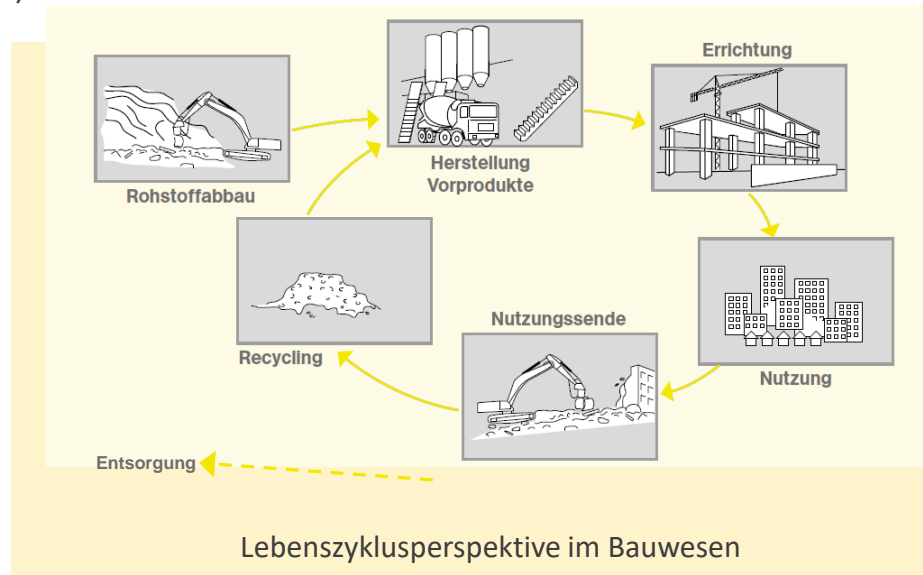 Errichtung
Herstellung
Vorprodukte
Rohstoffabbau
Nutzungssende
Recycling
Nutzung
Entsorgung
Lebenszyklusperspektive im Bauwesen